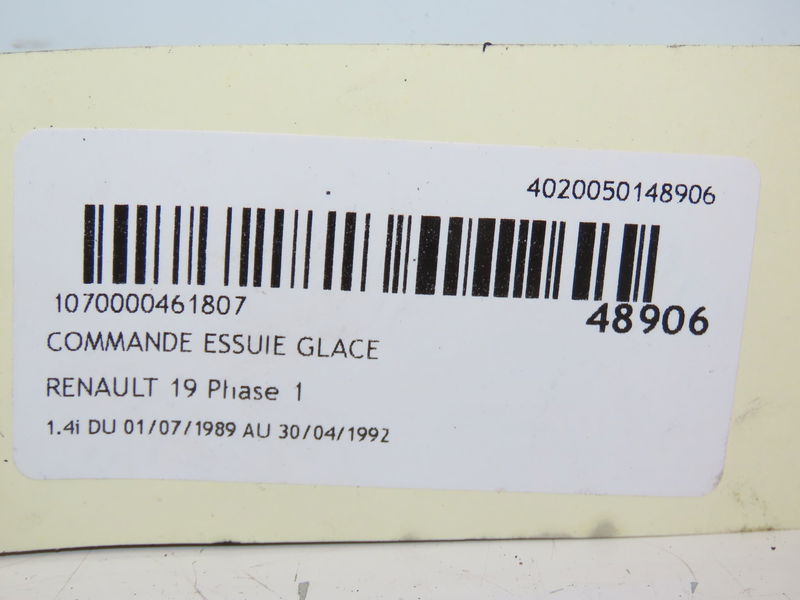 4020050148906
1070000461807
48906
COMMANDE ESSUIE GLACE
RENAULT 19 Phase 1
1.4i DU 01/07/1989 AU 30/04/1992